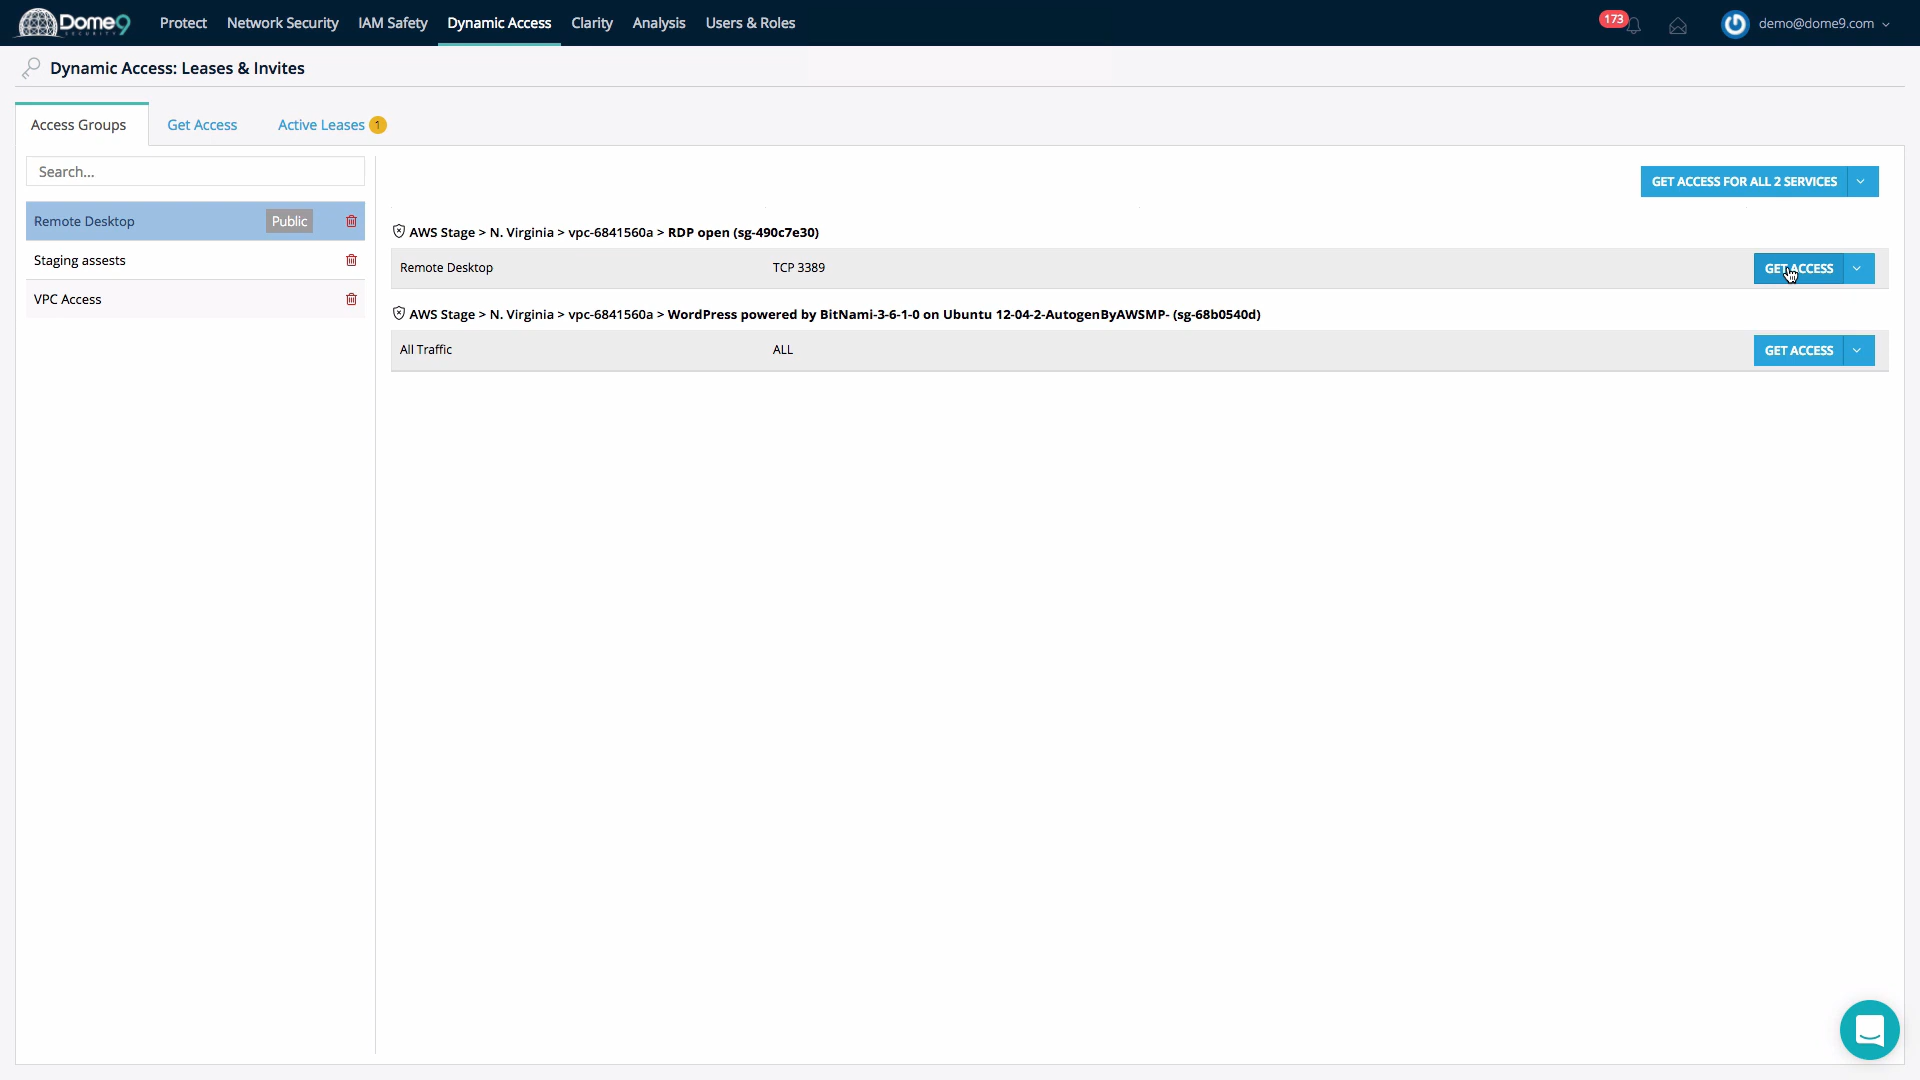 Dome9 Protect Network Security IAM Safety Dynamic Access Clarity Analysis Users & Roles 173 demo@dome9.com
SECURITY
Dynamic Access: Leases & Invites
Access Groups Get Access Active Leases 1
Search...
GET ACCESS FOR ALL 2 SERVICES
Remote Desktop Public
Staging assests
VPC Access
AWS Stage > N. Virginia > vpc-6841560a > RDP open (sg-490c7e30)
Remote Desktop TCP 3389 GET ACCESS
AWS Stage > N. Virginia > vpc-6841560a > WordPress powered by BitNami-3-6-1-0 on Ubuntu 12-04-2-AutogenByAWSMP- (sg-68b0540d)
All Traffic ALL GET ACCESS